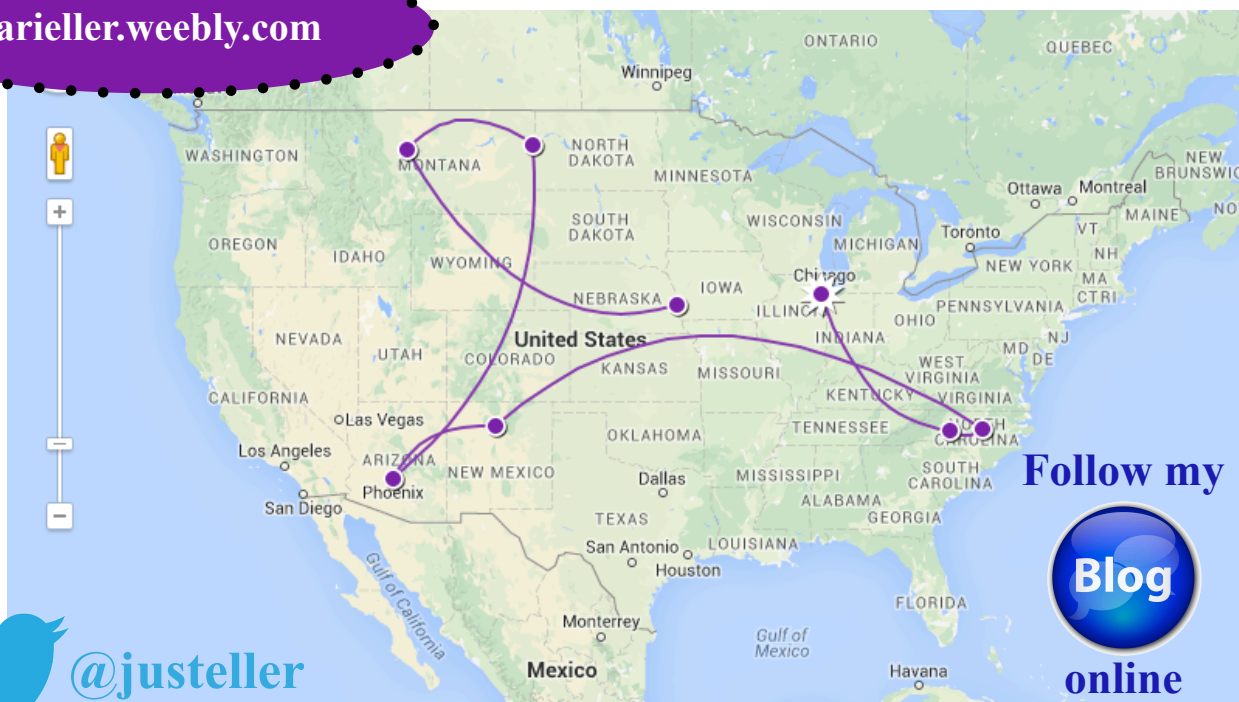 arieller.weebly.com
ONTARIO
QUEBEC
Winnipeg
WASHINGTON
MONTANA
NORTH
DAKOTA
MINNESOTA
NEW
BRUNSWIC
Ottawa
Montreal
MAINE
NO
OREGON
IDAHO
WYOMING
SOUTH
DAKOTA
WISCONSIN
MICHIGAN
Toronto
VT
NH
NEW YORK
MA
CT RI
Chicago
IOWA
NEBRASKA
ILLINOIS
INDIANA
OHIO
PENNSYLVANIA
NEVADA
UTAH
COLORADO
United States
KANSAS
MISSOURI
WEST
VIRGINIA
MD
DE
NJ
CALIFORNIA
Las Vegas
KENTUCKY
VIRGINIA
Los Angeles
ARIZONA
NEW MEXICO
OKLAHOMA
TENNESSEE
NORTH
CAROLINA
San Diego
Phoenix
Dallas
MISSISSIPPI
SOUTH
CAROLINA
Follow my
TEXAS
ALABAMA
GEORGIA
San Antonio
LOUISIANA
Houston
Gulf of California
Blog
FLORIDA
Monterrey
Gulf of
Mexico
Mexico
Havana
@justeller
online